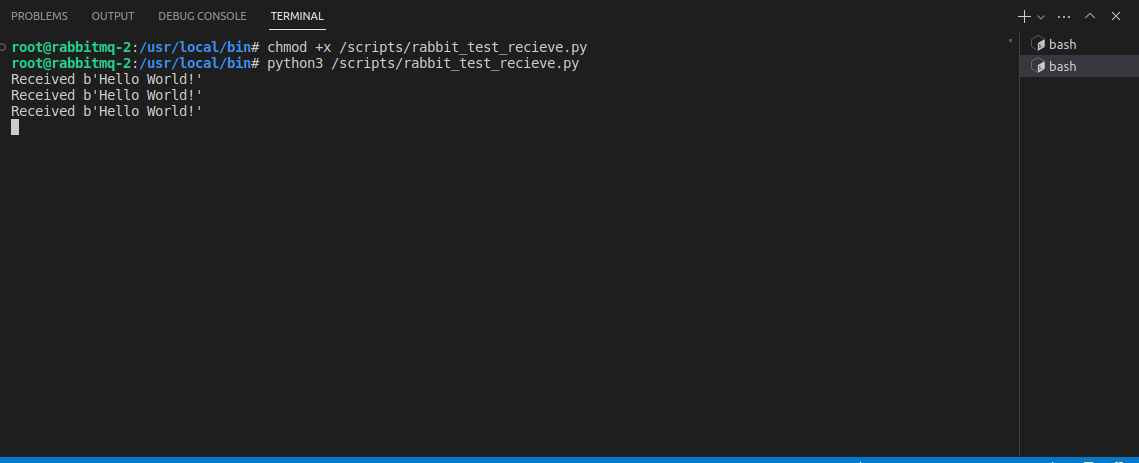 PROBLEMS OUTPUT DEBUG CONSOLE TERMINAL
root@rabbitmq-2:/usr/local/bin# chmod +x /scripts/rabbit_test_recieve.py
root@rabbitmq-2:/usr/local/bin# python3 /scripts/rabbit_test_recieve.py
Received b'Hello World!'
Received b'Hello World!'
Received b'Hello World!'
bash
bash